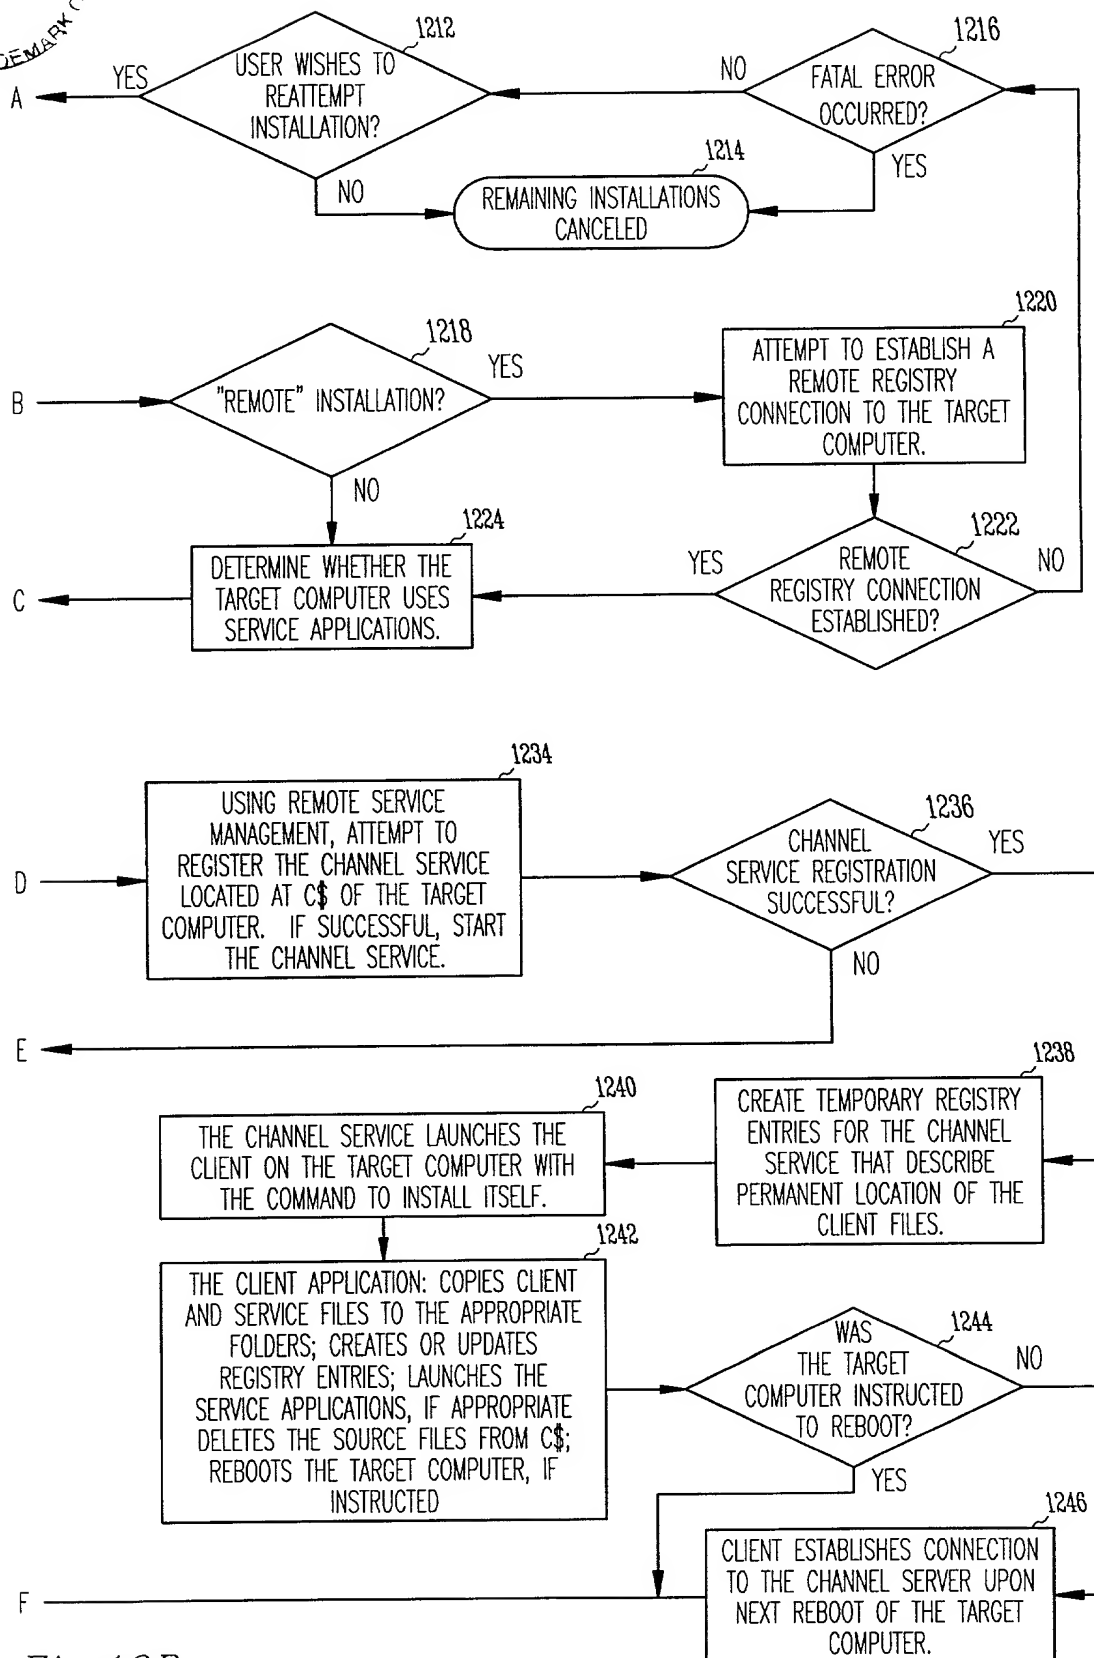 DEMARK
1212
1216
USER WISHES TO
REATTEMPT
INSTALLATION?
YES
NO
FATAL ERROR
OCCURRED?
A
1214
YES
NO
REMAINING INSTALLATIONS
CANCELED
1218
1220
YES
ATTEMPT TO ESTABLISH A
REMOTE REGISTRY
CONNECTION TO THE TARGET
COMPUTER.
B
"REMOTE" INSTALLATION?
NO
1224
1222
DETERMINE WHETHER THE
TARGET COMPUTER USES
SERVICE APPLICATIONS.
YES
REMOTE
REGISTRY CONNECTION
ESTABLISHED?
NO
C
1234
USING REMOTE SERVICE
MANAGEMENT, ATTEMPT TO
REGISTER THE CHANNEL SERVICE
LOCATED AT C$ OF THE TARGET
COMPUTER. IF SUCCESSFUL, START
THE CHANNEL SERVICE.
1236
CHANNEL
SERVICE REGISTRATION
SUCCESSFUL?
YES
D
NO
E
1238
1240
CREATE TEMPORARY REGISTRY
ENTRIES FOR THE CHANNEL
SERVICE THAT DESCRIBE
PERMANENT LOCATION OF THE
CLIENT FILES.
THE CHANNEL SERVICE LAUNCHES THE
CLIENT ON THE TARGET COMPUTER WITH
THE COMMAND TO INSTALL ITSELF.
1242
THE CLIENT APPLICATION: COPIES CLIENT
AND SERVICE FILES TO THE APPROPRIATE
FOLDERS; CREATES OR UPDATES
REGISTRY ENTRIES; LAUNCHES THE
SERVICE APPLICATIONS, IF APPROPRIATE
DELETES THE SOURCE FILES FROM C$;
REBOOTS THE TARGET COMPUTER, IF
INSTRUCTED
1244
WAS
THE TARGET
COMPUTER INSTRUCTED
TO REBOOT?
NO
YES
1246
CLIENT ESTABLISHES CONNECTION
TO THE CHANNEL SERVER UPON
NEXT REBOOT OF THE TARGET
COMPUTER.
F